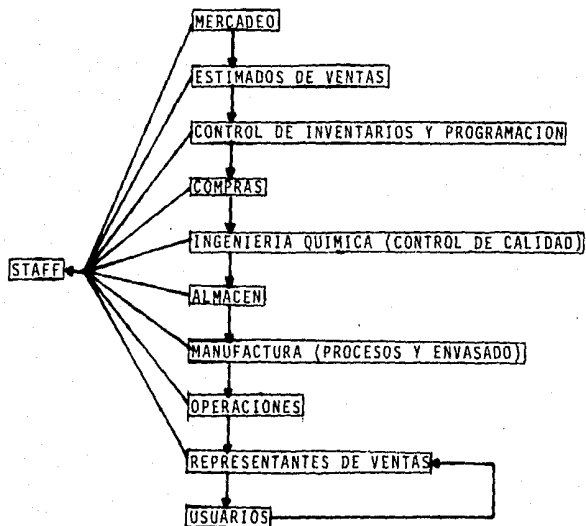 MERCADEO
ESTIMADOS DE VENTAS
CONTROL DE INVENTARIOS Y PROGRAMACION
COMPRAS
INGENIERIA QUIMICA (CONTROL DE CALIDAD)
STAFF
ALMACEN
MANUFACTURA (PROCESOS Y ENVASADO)
OPERACIONES
REPRESENTANTES DE VENTAS
USUARIOS